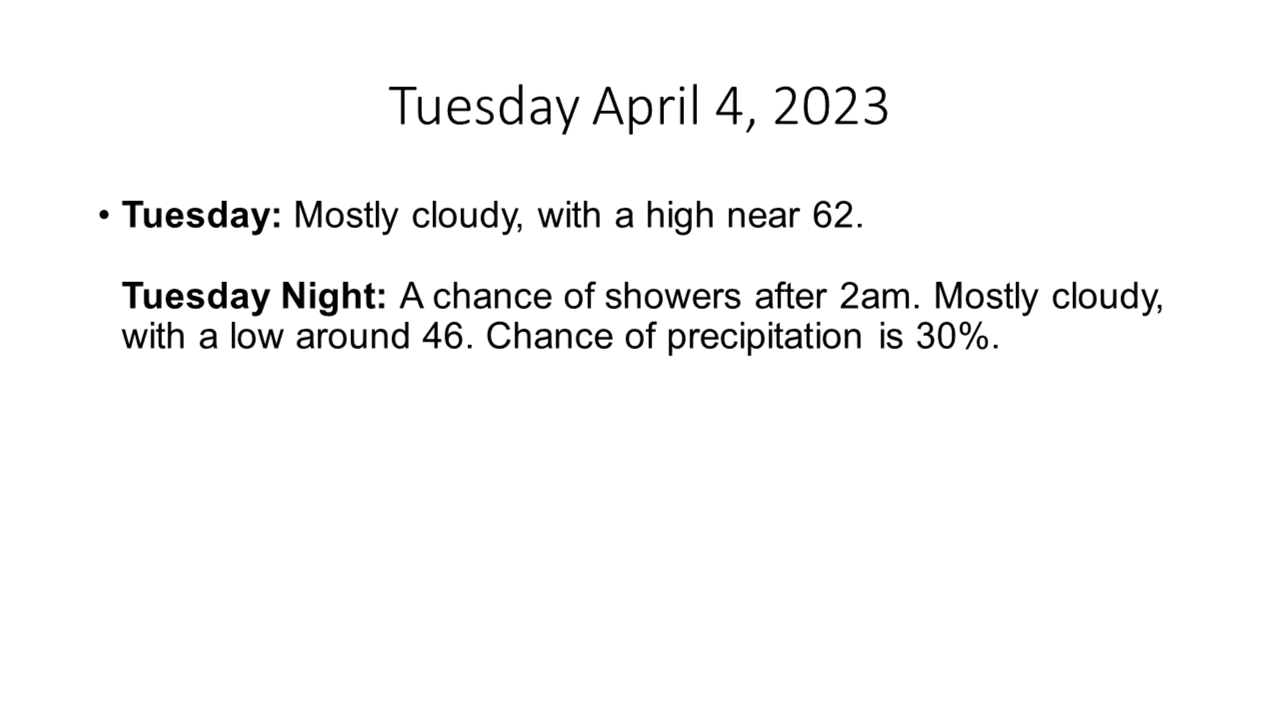 Tuesday April 4, 2023
• Tuesday: Mostly cloudy, with a high near 62.
Tuesday Night: A chance of showers after 2am. Mostly cloudy,
with a low around 46. Chance of precipitation is 30%.